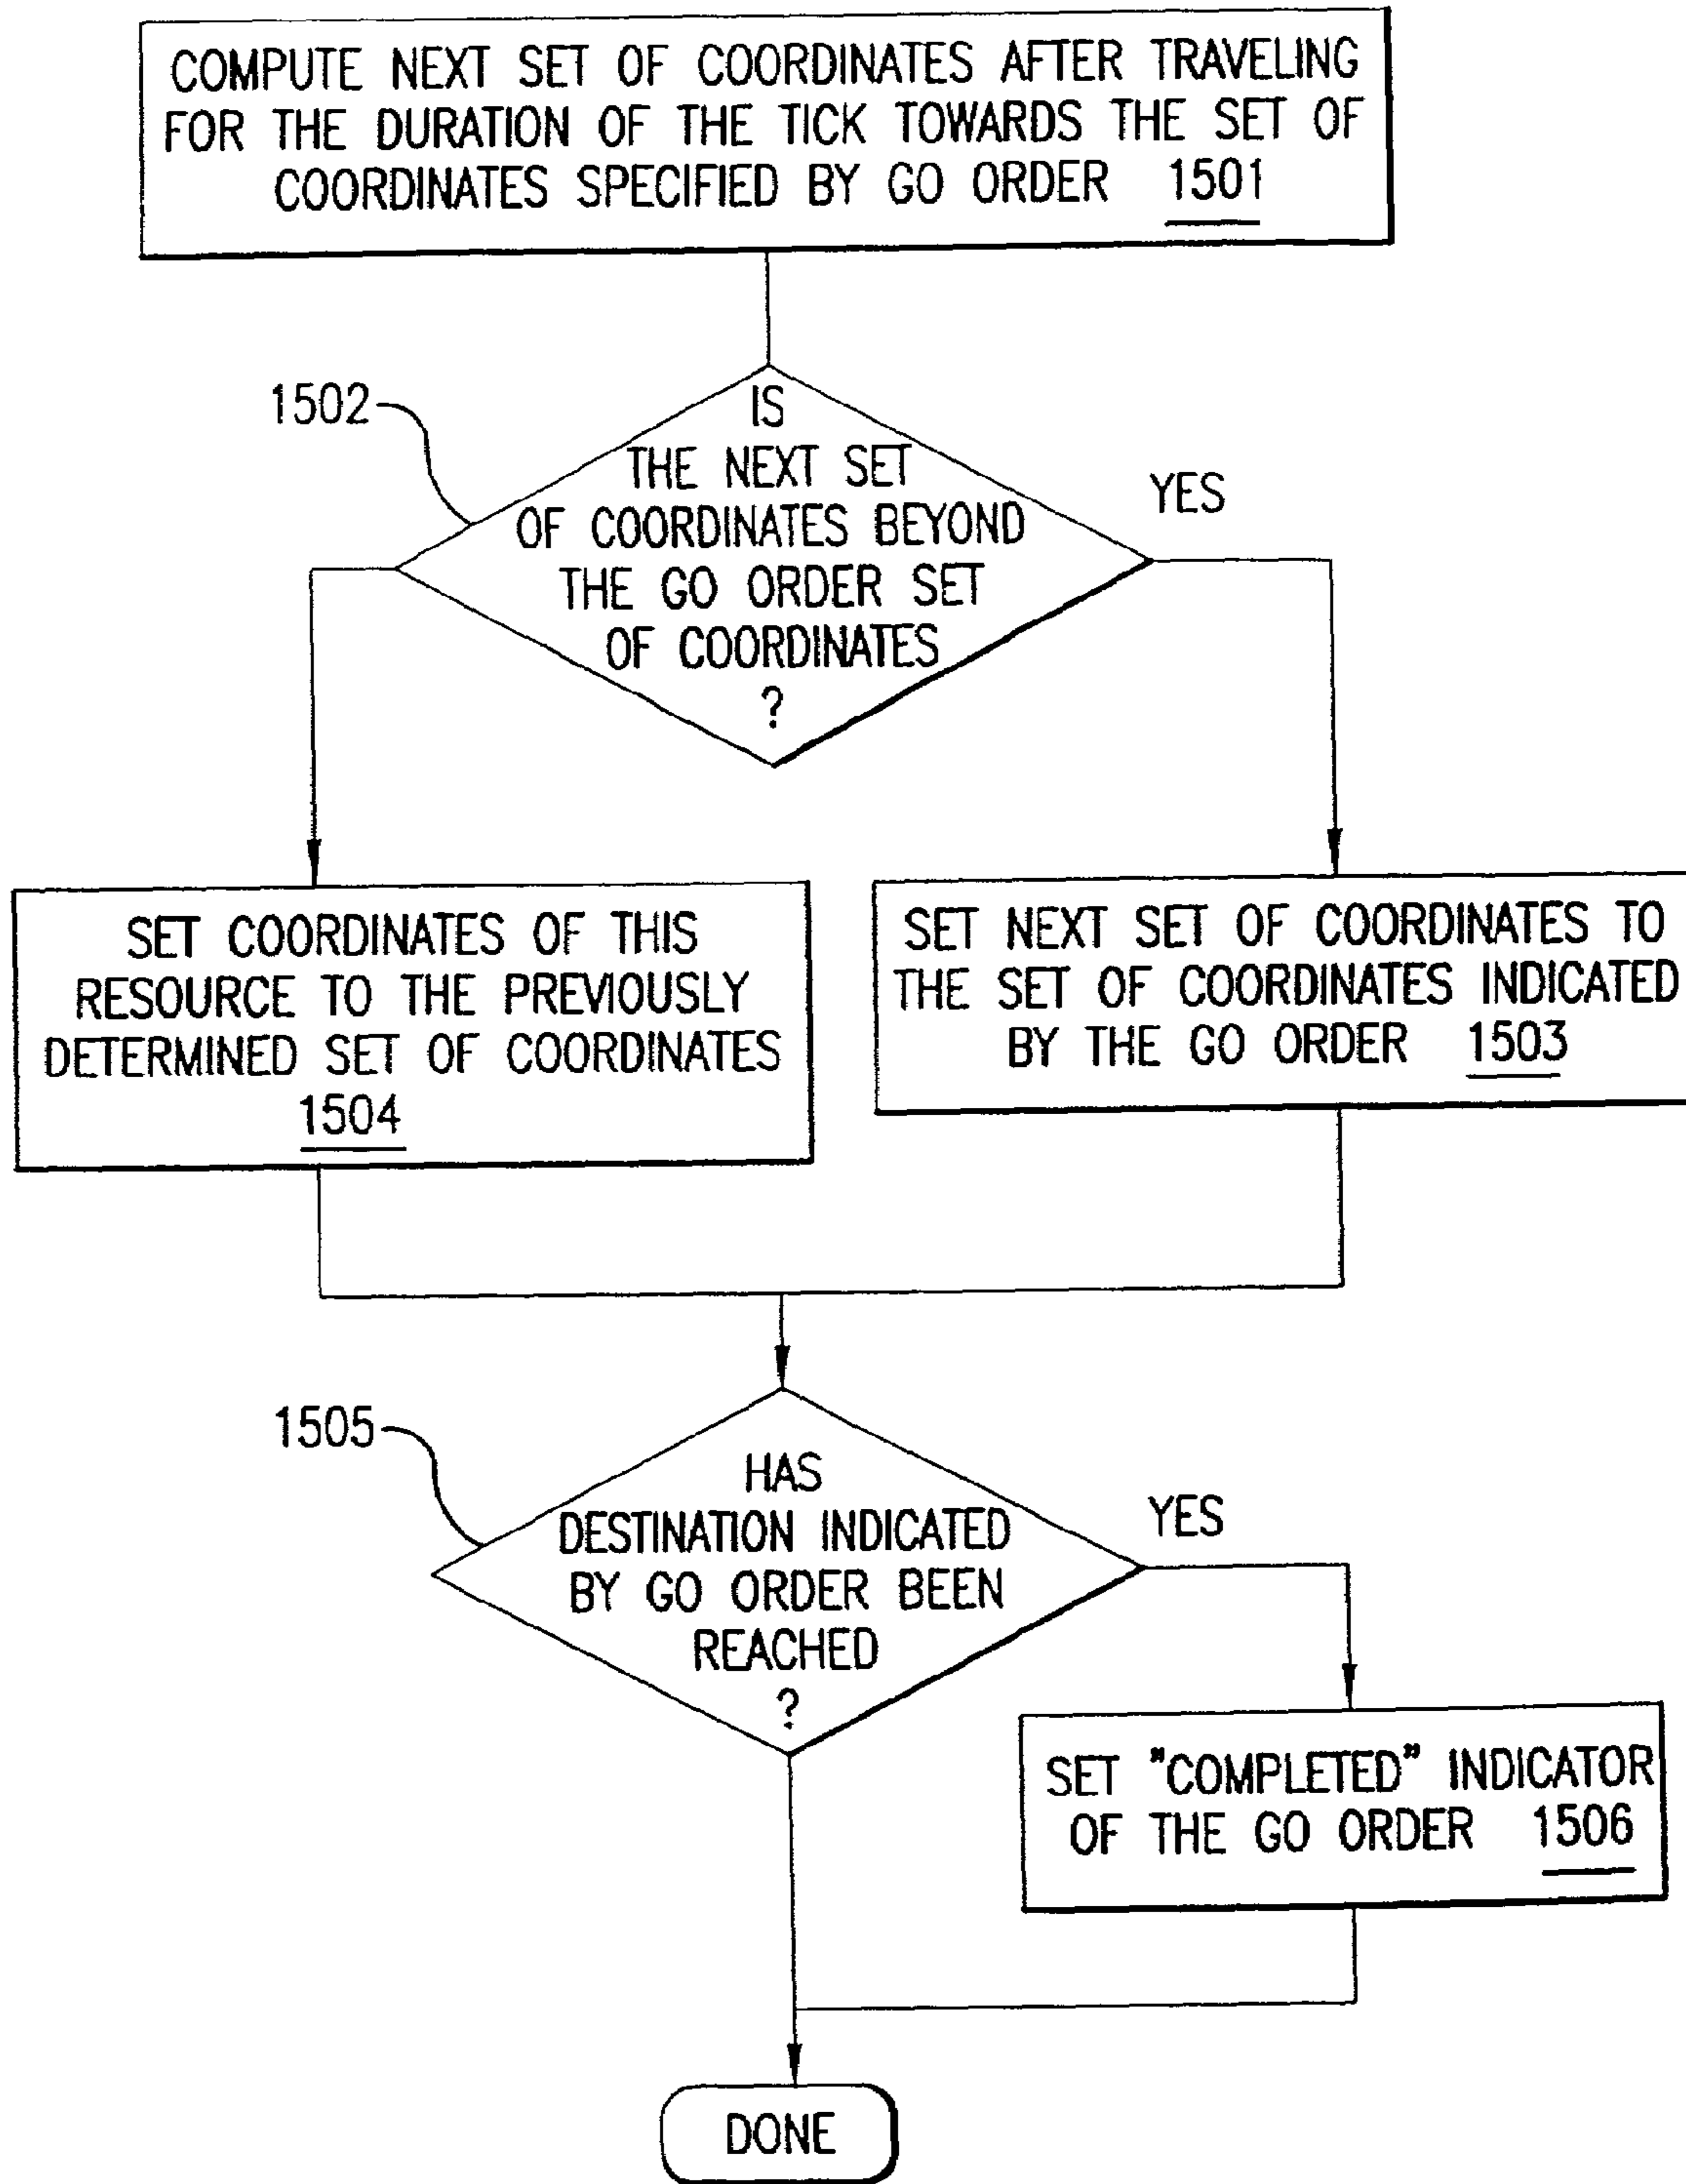 COMPUTE NEXT SET OF COORDINATES AFTER TRAVELING
FOR THE DURATION OF THE TICK TOWARDS THE SET OF
COORDINATES SPECIFIED BY GO ORDER 1501
1502
IS
THE NEXT SET
OF COORDINATES BEYOND
THE GO ORDER SET
OF COORDINATES
?
YES
SET COORDINATES OF THIS
RESOURCE TO THE PREVIOUSLY
DETERMINED SET OF COORDINATES
1504
SET NEXT SET OF COORDINATES TO
THE SET OF COORDINATES INDICATED
BY THE GO ORDER 1503
1505
HAS
DESTINATION INDICATED
BY GO ORDER BEEN
REACHED
?
YES
SET "COMPLETED" INDICATOR
OF THE GO ORDER 1506
DONE